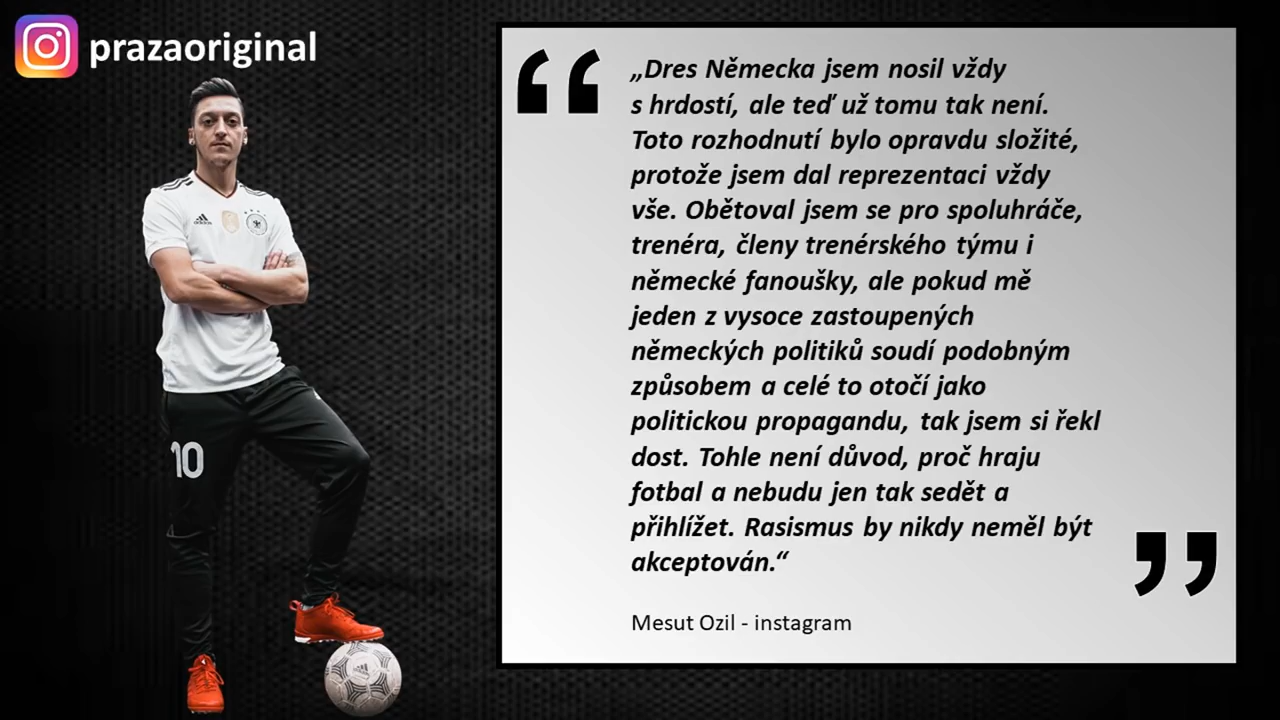 prazaoriginal
„Dres Německa jsem nosil vždy
s hrdostí, ale teď už tomu tak není.
Toto rozhodnutí bylo opravdu složité,
protože jsem dal reprezentaci vždy
vše. Obětoval jsem se pro spoluhráče,
trenéra, členy trenérského týmu i
německé fanoušky, ale pokud mě
jeden z vysoce zastoupených
německých politiků soudí podobným
způsobem a celé to otočí jako
politickou propagandu, tak jsem si řekl
dost. Tohle není důvod, proč hraju
fotbal a nebudu jen tak sedět a
přihlížet. Rasismus by nikdy neměl být
akceptován.“
Mesut Ozil - instagram
adidas
10